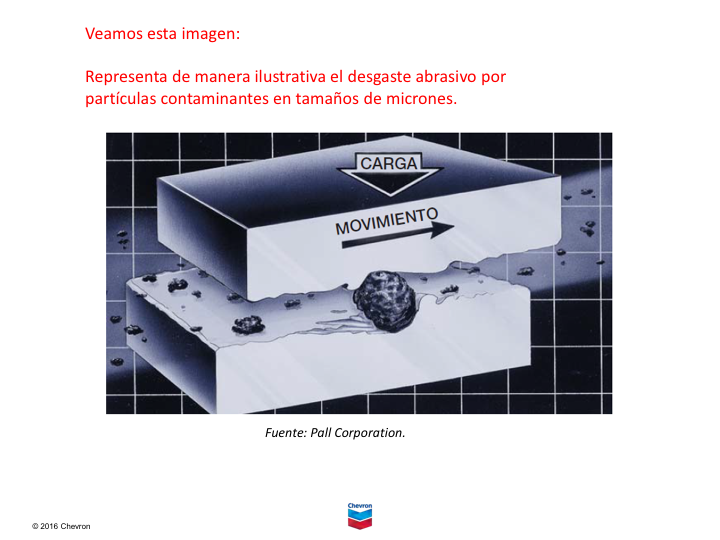 Veamos esta imagen:
Representa de manera ilustrativa el desgaste abrasivo por
partículas contaminantes en tamaños de micrones.
CARGA
MOVIMIENTO
Fuente: Pall Corporation.
Chevron
© 2016 Chevron